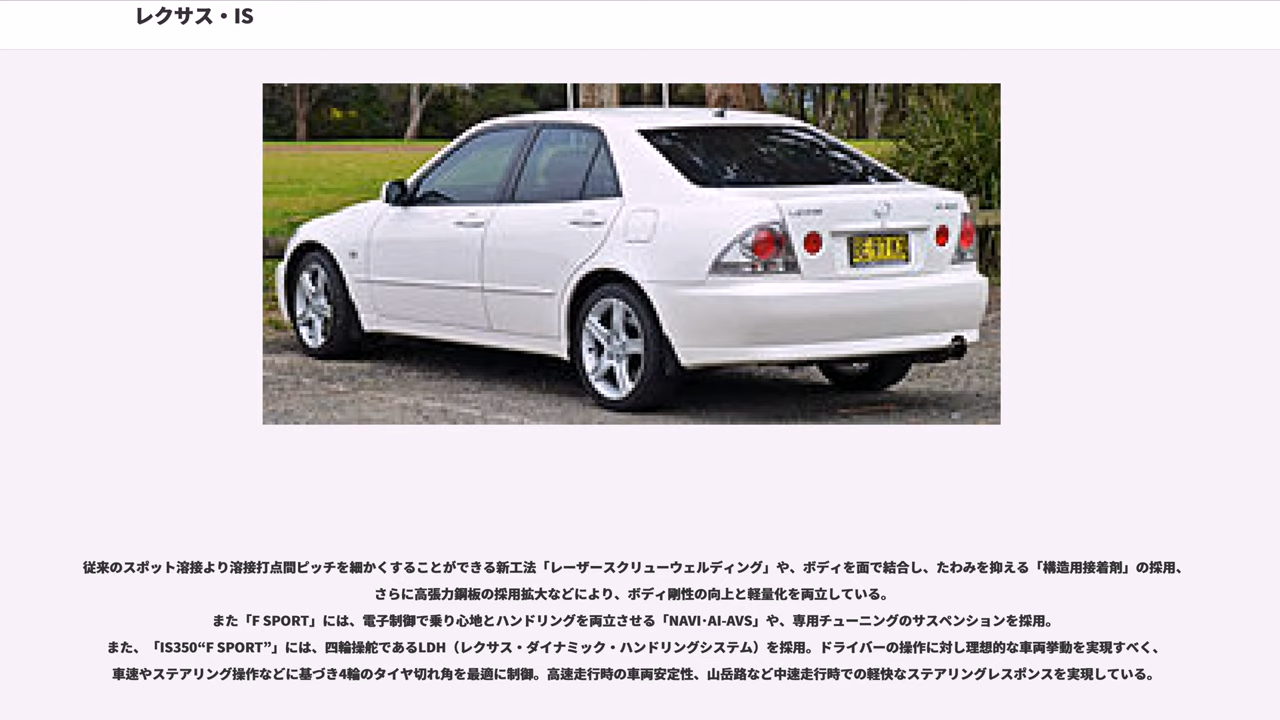 レクサス・IS
従来のスポット溶接より溶接打点間ピッチを細かくすることができる新工法「レーザースクリューウェルディング」や、ボディを面で結合し、たわみを抑える「構造用接着剤」の採用、
さらに高張力鋼板の採用拡大などにより、ボディ剛性の向上と軽量化を両立している。
また「F SPORT」には、電子制御で乗り心地とハンドリングを両立させる「NAVI･AI-AVS」や、専用チューニングのサスペンションを採用。
また、「IS350“F SPORT”」には、四輪操舵であるLDH（レクサス・ダイナミック・ハンドリングシステム）を採用。ドライバーの操作に対し理想的な車両挙動を実現すべく、
車速やステアリング操作などに基づき4輪のタイヤ切れ角を最適に制御。高速走行時の車両安定性、山岳路など中速走行時での軽快なステアリングレスポンスを実現している。